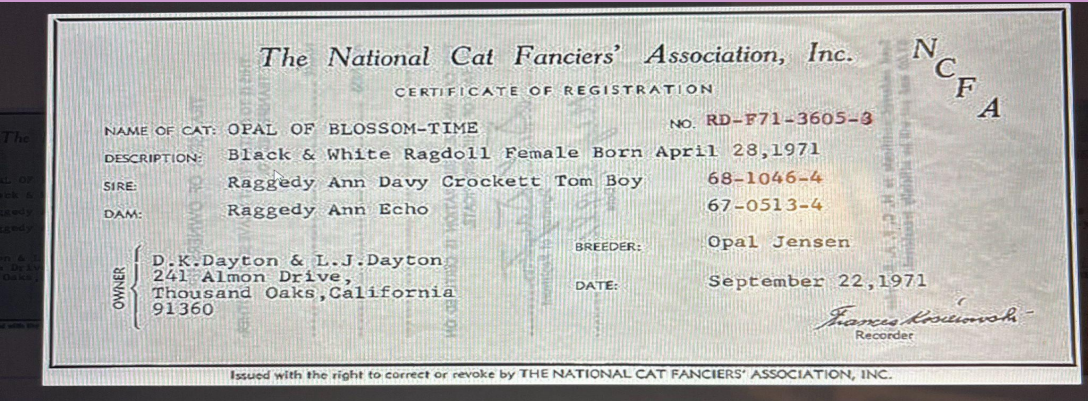 The National Cat Fanciers' Association, Inc.
NCFA
CERTIFICATE OF REGISTRATION
NAME OF CAT: OPAL OF BLOSSOM-TIME NO. RD-F71-3605-3
DESCRIPTION: Black & White Ragdoll Female Born April 28,1971
SIRE: Raggedy Ann Davy Crockett Tom Boy 68-1046-4
DAM: Raggedy Ann Echo 67-0513-4
BREEDER: Opal Jensen
OWNER
D.K.Dayton & L.J.Dayton
241 Almon Drive,
Thousand Oaks,California
91360
DATE: September 22,1971
Frances Kosierowski
Recorder
Issued with the right to correct or revoke by THE NATIONAL CAT FANCIERS' ASSOCIATION, INC.